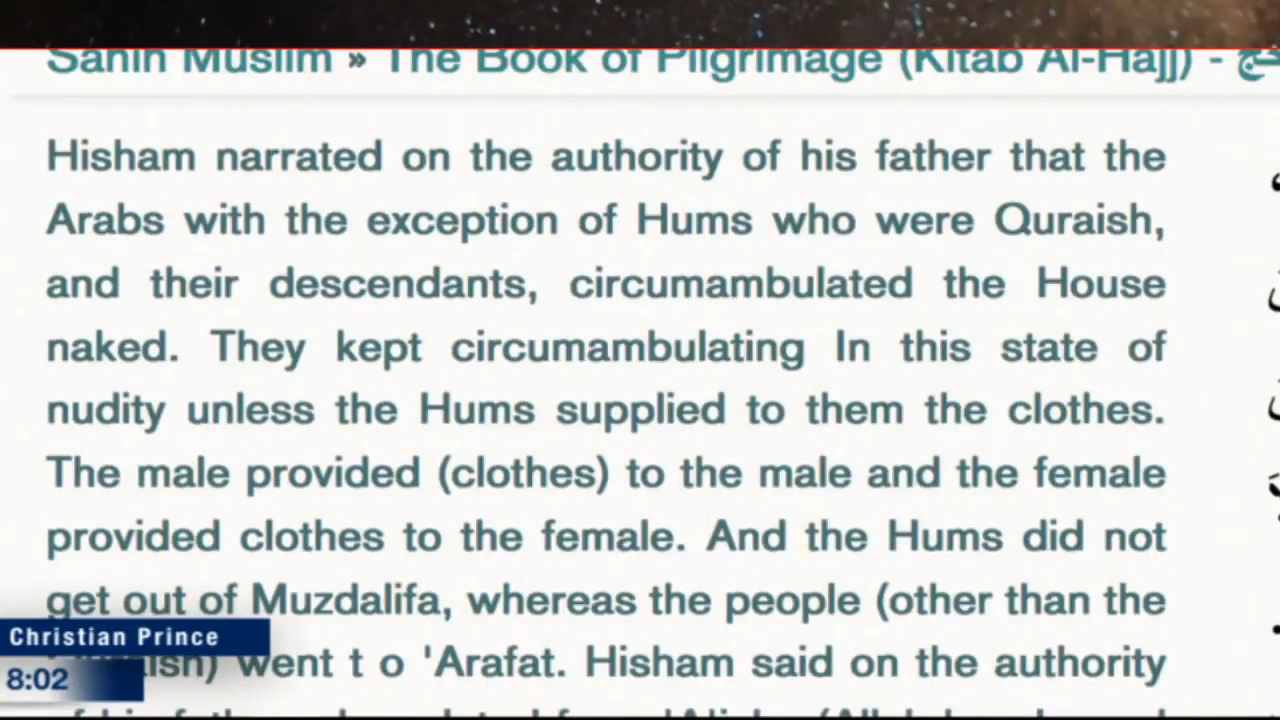 Sahih Muslim » The Book of Pilgrimage (Kitab Al-Hajj) -
Hisham narrated on the authority of his father that the
Arabs with the exception of Hums who were Quraish,
and their descendants, circumambulated the House
naked. They kept circumambulating In this state of
nudity unless the Hums supplied to them the clothes.
The male provided (clothes) to the male and the female
provided clothes to the female. And the Hums did not
get out of Muzdalifa, whereas the people (other than the
Christian Prince
went t o 'Arafat. Hisham said on the authority
8:02